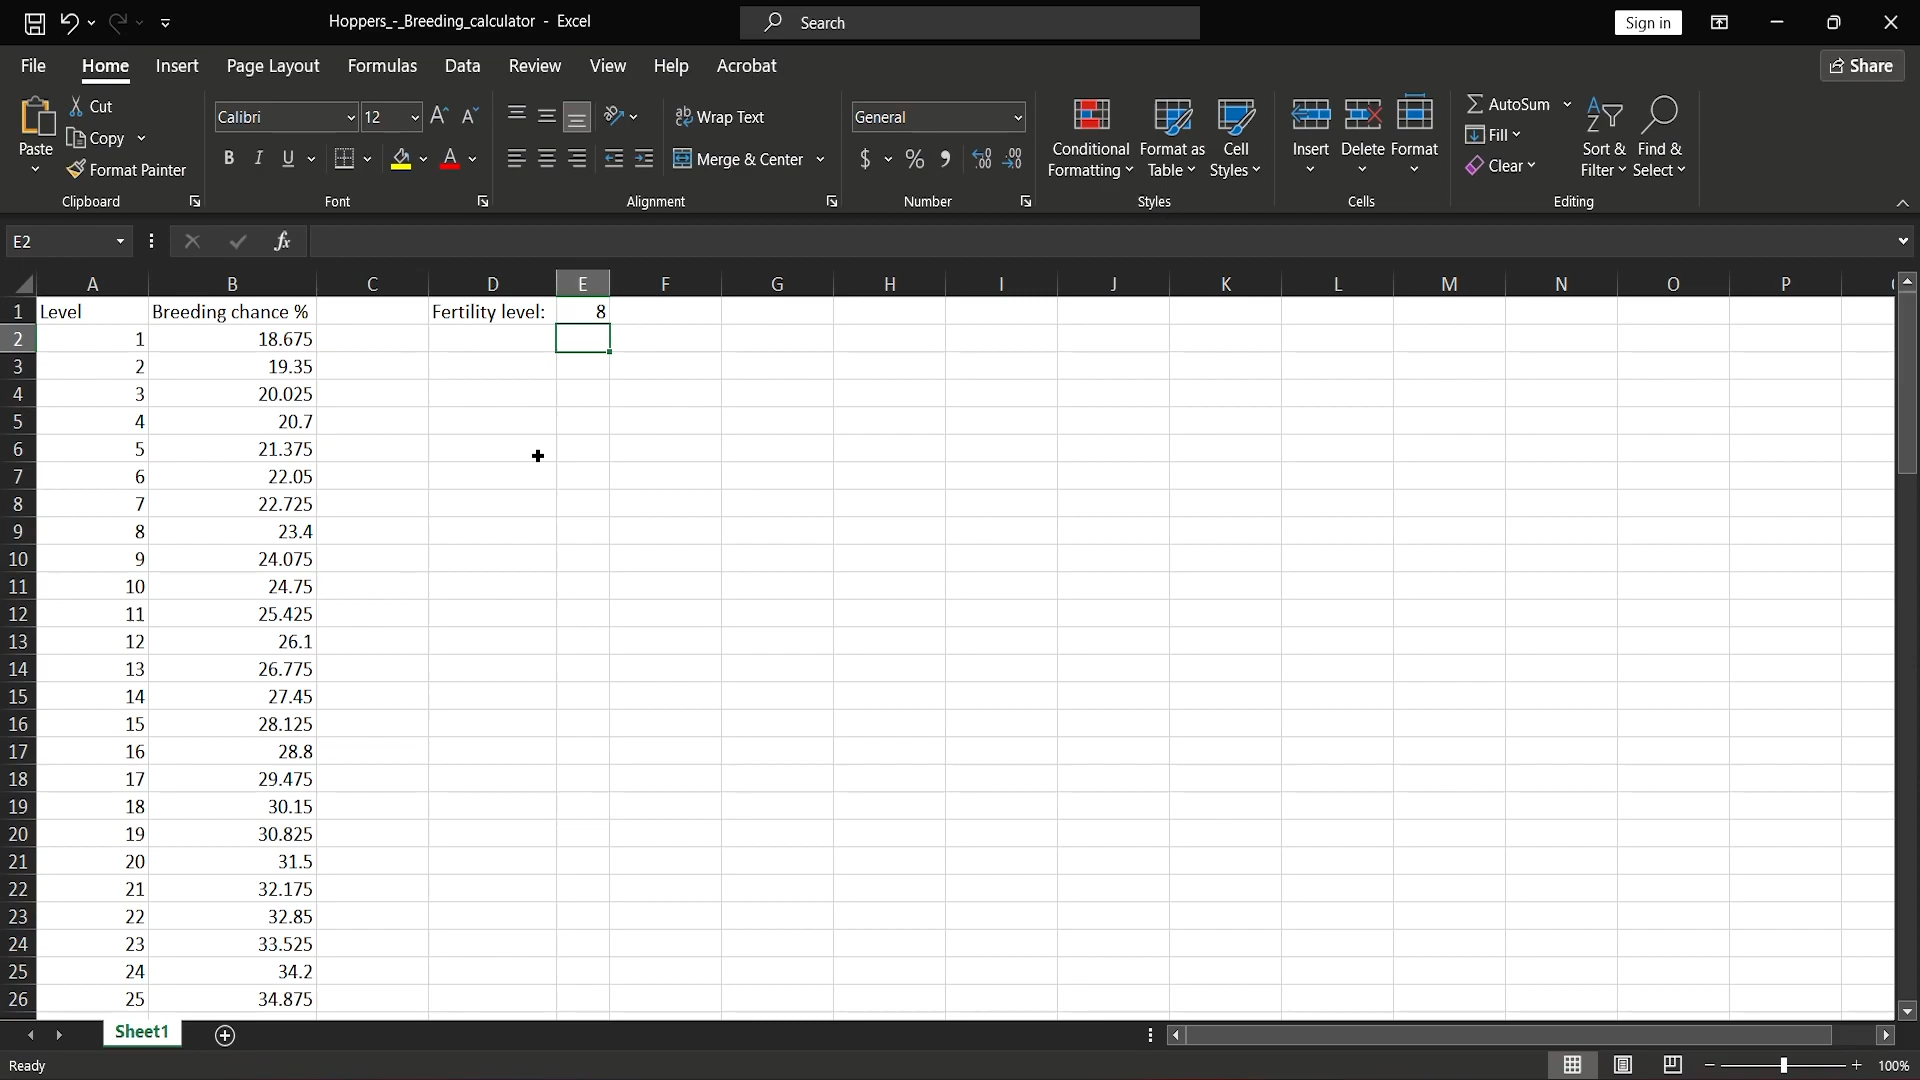 Hoppers_-_Breeding_calculator - Excel
Search
Sign in
File Home Insert Page Layout Formulas Data Review View Help Acrobat
Share
Paste
Cut
Copy
Format Painter
Clipboard
Calibri 12
B I U
Font
Wrap Text
Merge & Center
Alignment
General
$ % ,
Number
Conditional Formatting
Format as Table
Cell Styles
Styles
Insert
Delete
Format
Cells
AutoSum
Fill
Clear
Sort & Filter
Find & Select
Editing
E2
fx
A B C D E F G H I J K L M N O P
1 Level Breeding chance % Fertility level: 8
2 1 18.675
3 2 19.35
4 3 20.025
5 4 20.7
6 5 21.375
7 6 22.05
8 7 22.725
9 8 23.4
10 9 24.075
11 10 24.75
12 11 25.425
13 12 26.1
14 13 26.775
15 14 27.45
16 15 28.125
17 16 28.8
18 17 29.475
19 18 30.15
20 19 30.825
21 20 31.5
22 21 32.175
23 22 32.85
24 23 33.525
25 24 34.2
26 25 34.875
Sheet1
Ready
100%